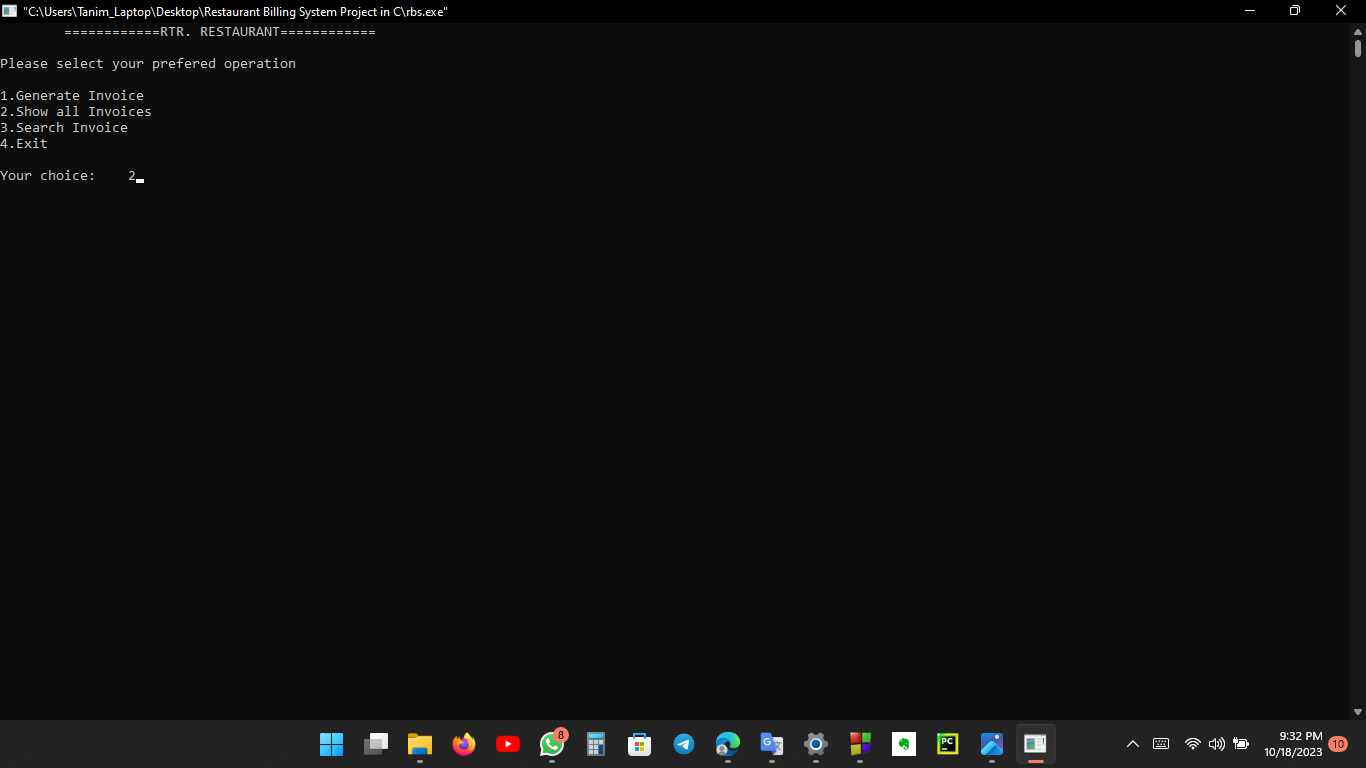 "C:\Users\Tanim_Laptop\Desktop\Restaurant Billing System Project in C\rbs.exe"
============RTR. RESTAURANT============
Please select your prefered operation
1.Generate Invoice
2.Show all Invoices
3.Search Invoice
4.Exit
Your choice:    2_
8
PC
9:32 PM
10/18/2023
10